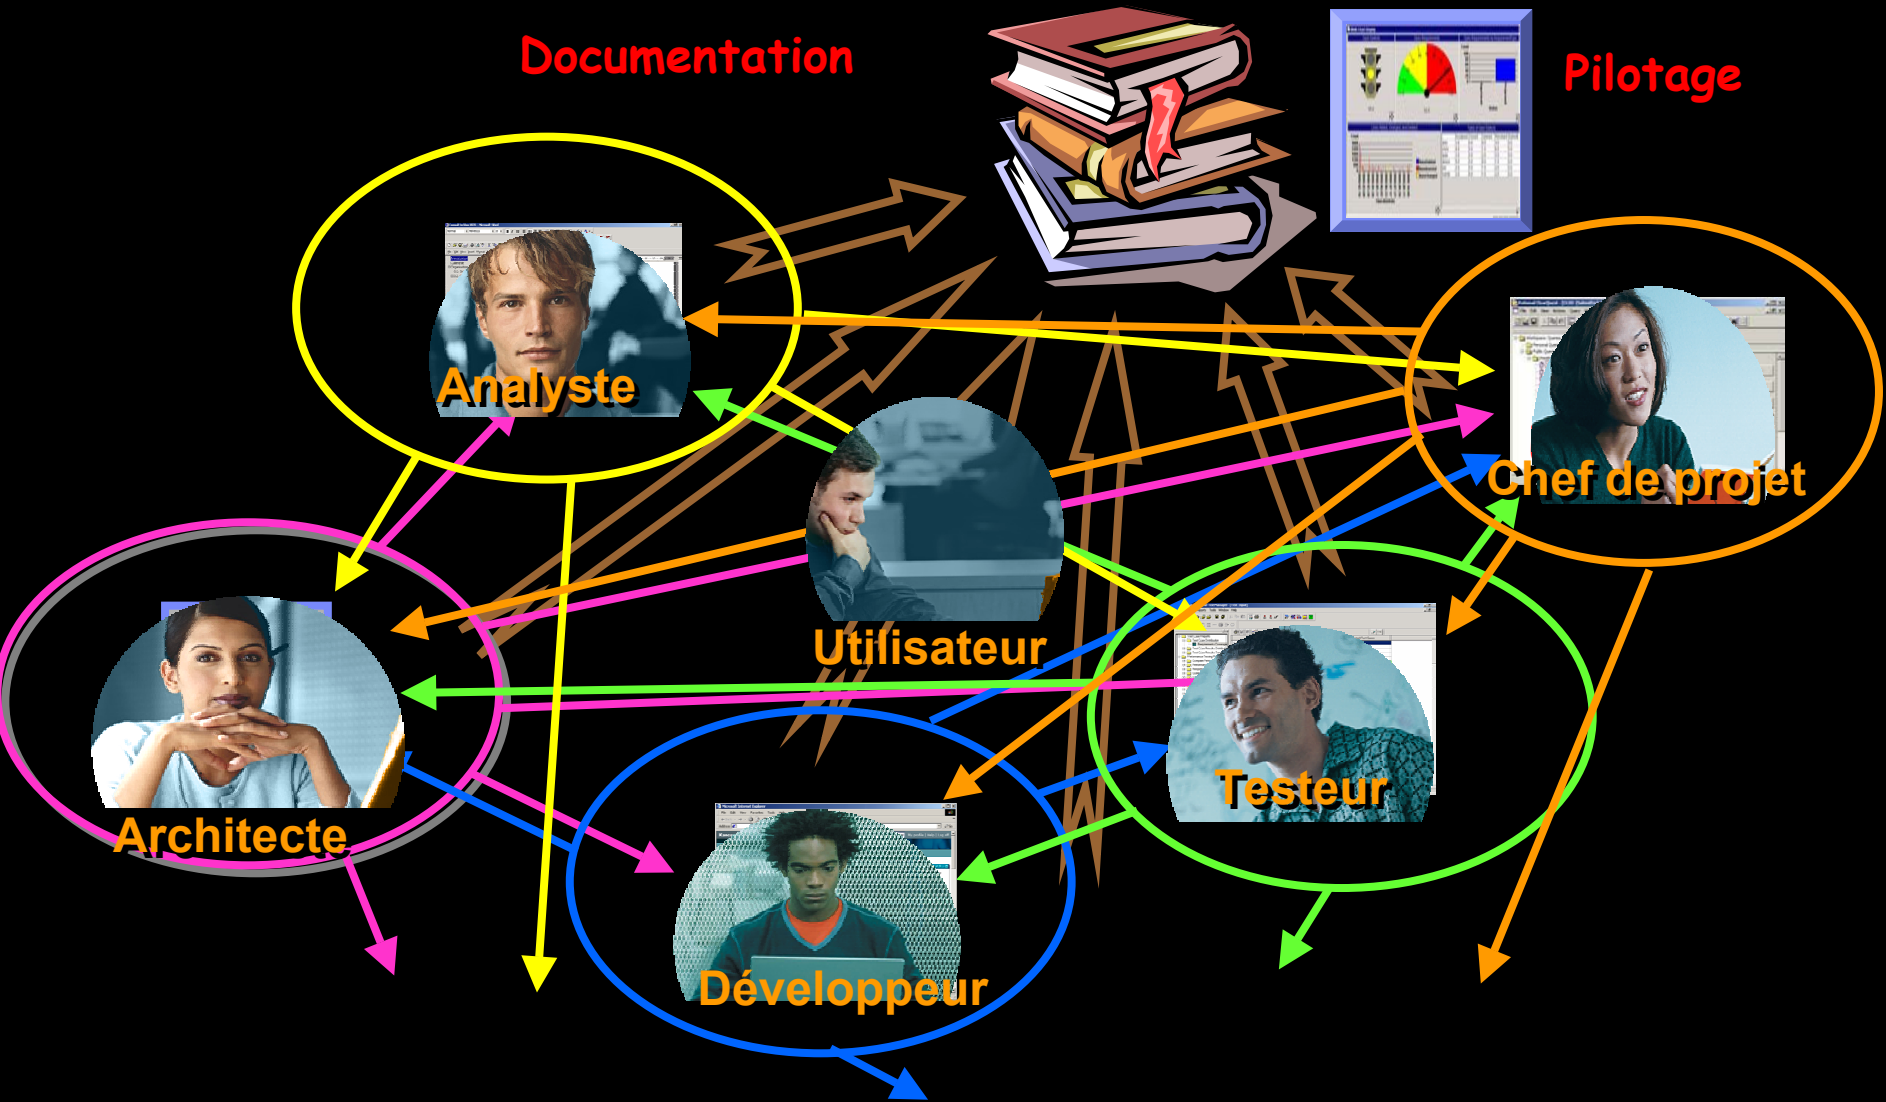 Documentation
Pilotage
Analyste
Chef de projet
Utilisateur
Testeur
Architecte
Développeur